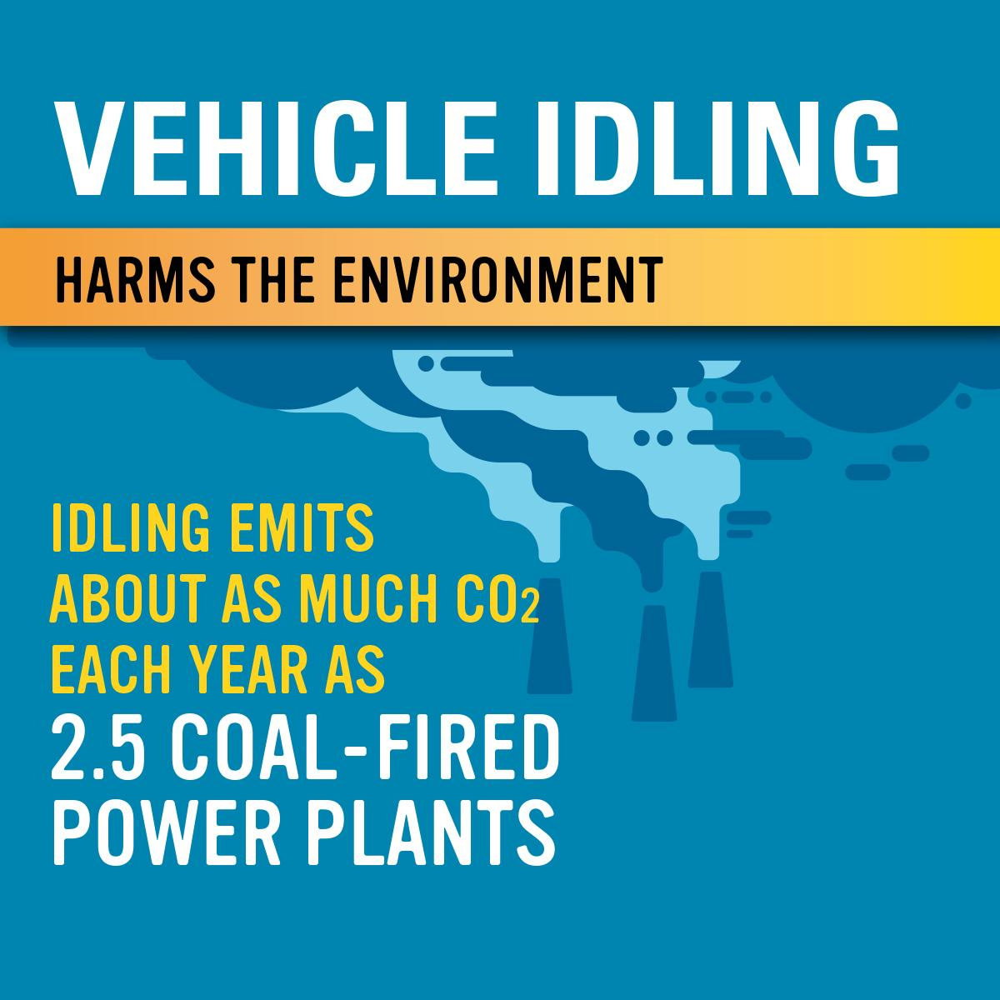 VEHICLE IDLING
HARMS THE ENVIRONMENT
IDLING EMITS
ABOUT AS MUCH CO2
EACH YEAR AS
2.5 COAL-FIRED
POWER PLANTS